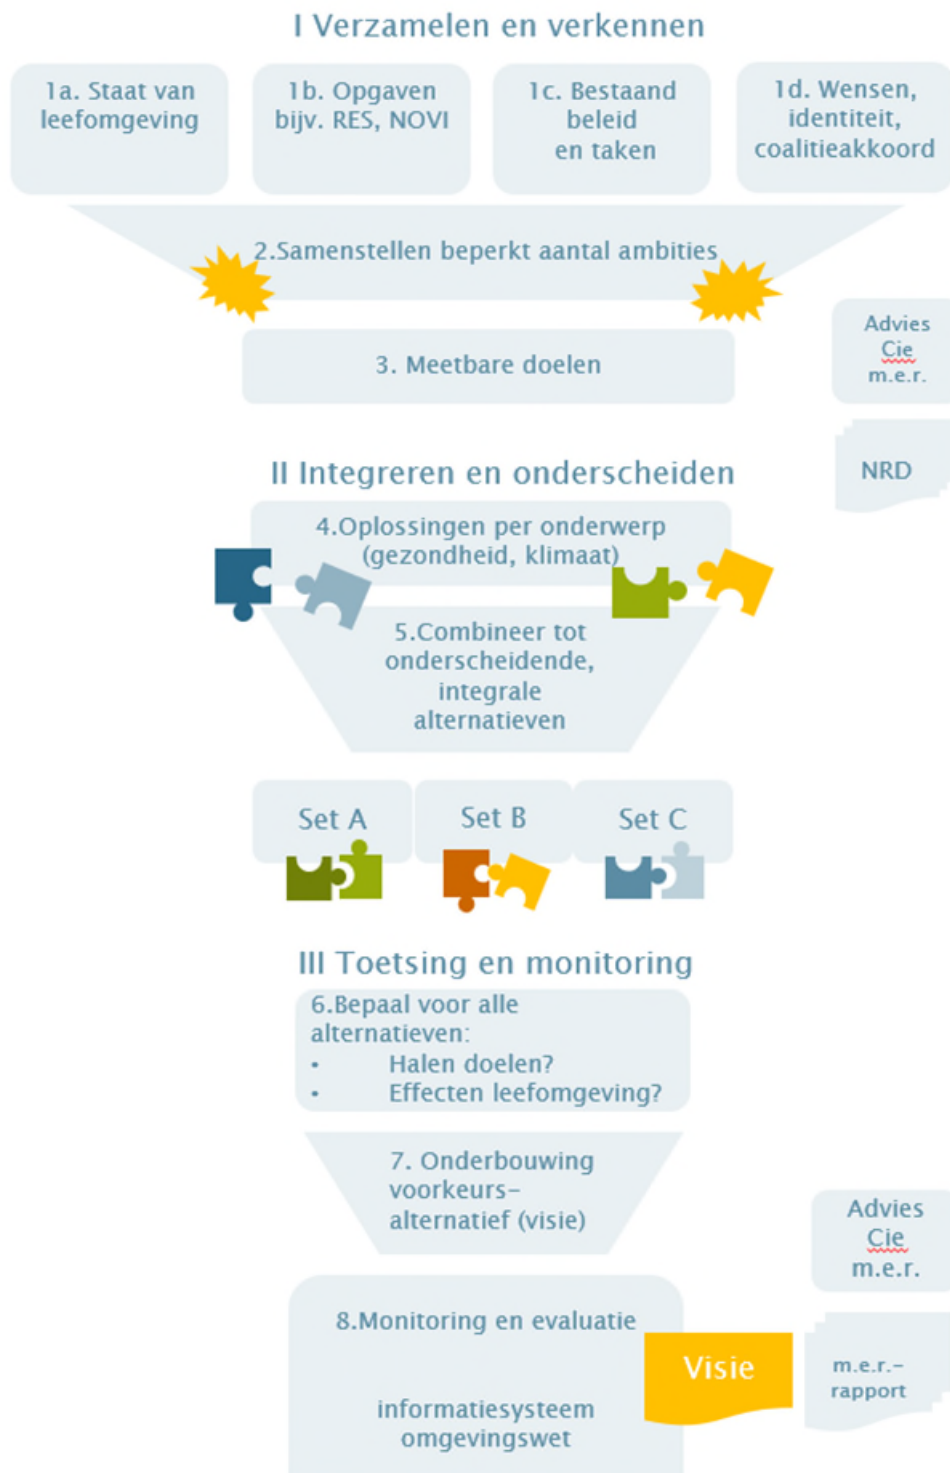 I Verzamelen en verkennen
1a. Staat van
leefomgeving
1b. Opgaven
bijv. RES, NOVI
1c. Bestaand
beleid
en taken
1d. Wensen,
identiteit,
coalitieakkoord
2.Samenstellen beperkt aantal ambities
3. Meetbare doelen
Advies
Cie
m.e.r.
NRD
II Integreren en onderscheiden
4.Oplossingen per onderwerp
(gezondheid, klimaat)
5.Combineer tot
onderscheidende,
integrale
alternatieven
Set A
Set B
Set C
III Toetsing en monitoring
6.Bepaal voor alle
alternatieven:
• Halen doelen?
• Effecten leefomgeving?
7. Onderbouwing
voorkeurs-
alternatief (visie)
Advies
Cie
m.e.r.
8.Monitoring en evaluatie
Visie
m.e.r.-
rapport
informatiesysteem
omgevingswet